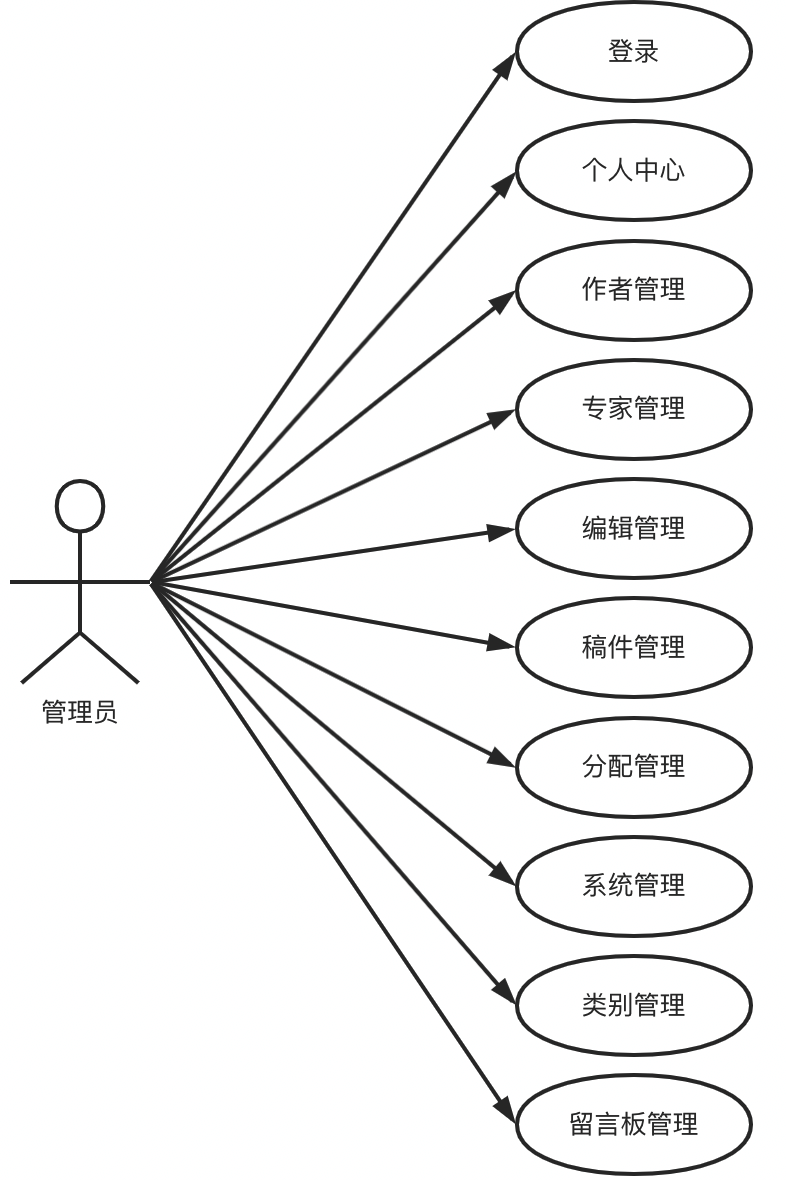 登录
个人中心
作者管理
专家管理
编辑管理
稿件管理
管理员
分配管理
系统管理
类别管理
留言板管理